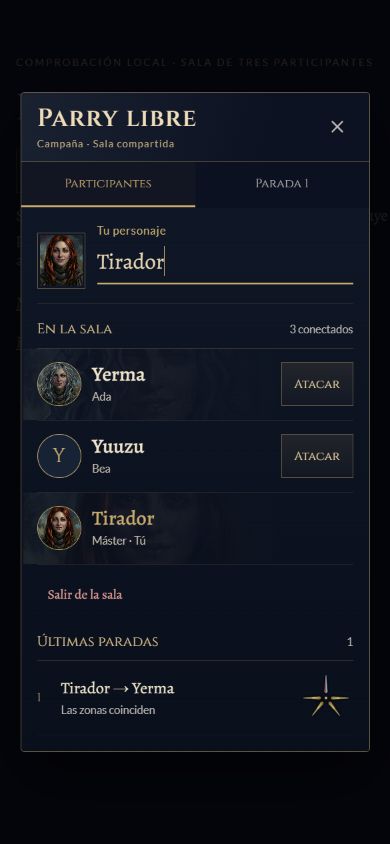 COMPROBACIÓN LOCAL · SALA DE TRES PARTICIPANTES
Parry libre
Campaña · Sala compartida
Participantes
Parada 1
Tu personaje
Tirador
En la sala
3 conectados
Yerma
Ada
Atacar
Y
Yuuzu
Bea
Atacar
Tirador
Máster · Tú
Salir de la sala
Últimas paradas
1
1
Tirador → Yerma
Las zonas coinciden